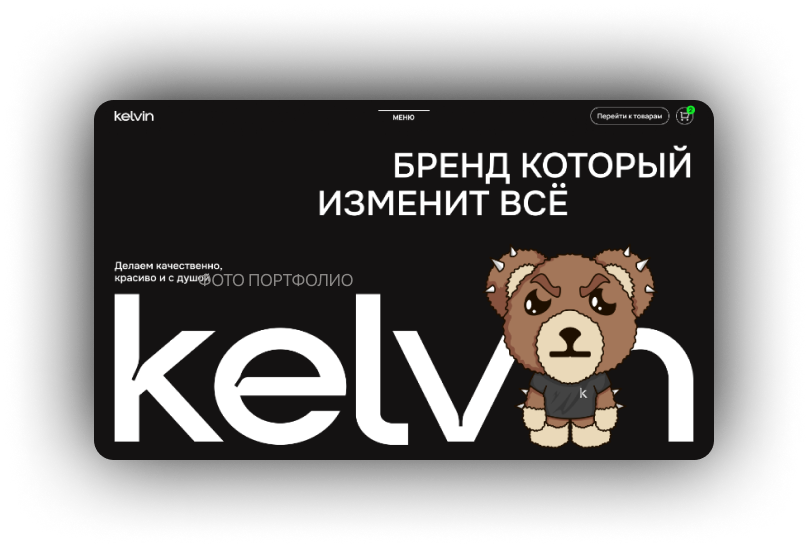 kelvin
МЕНЮ
Перейти к товарам
2
БРЕНД КОТОРЫЙ
ИЗМЕНИТ ВСЁ
Делаем качественно,
красиво и с душой
ФОТО ПОРТФОЛИО
kelvin
k